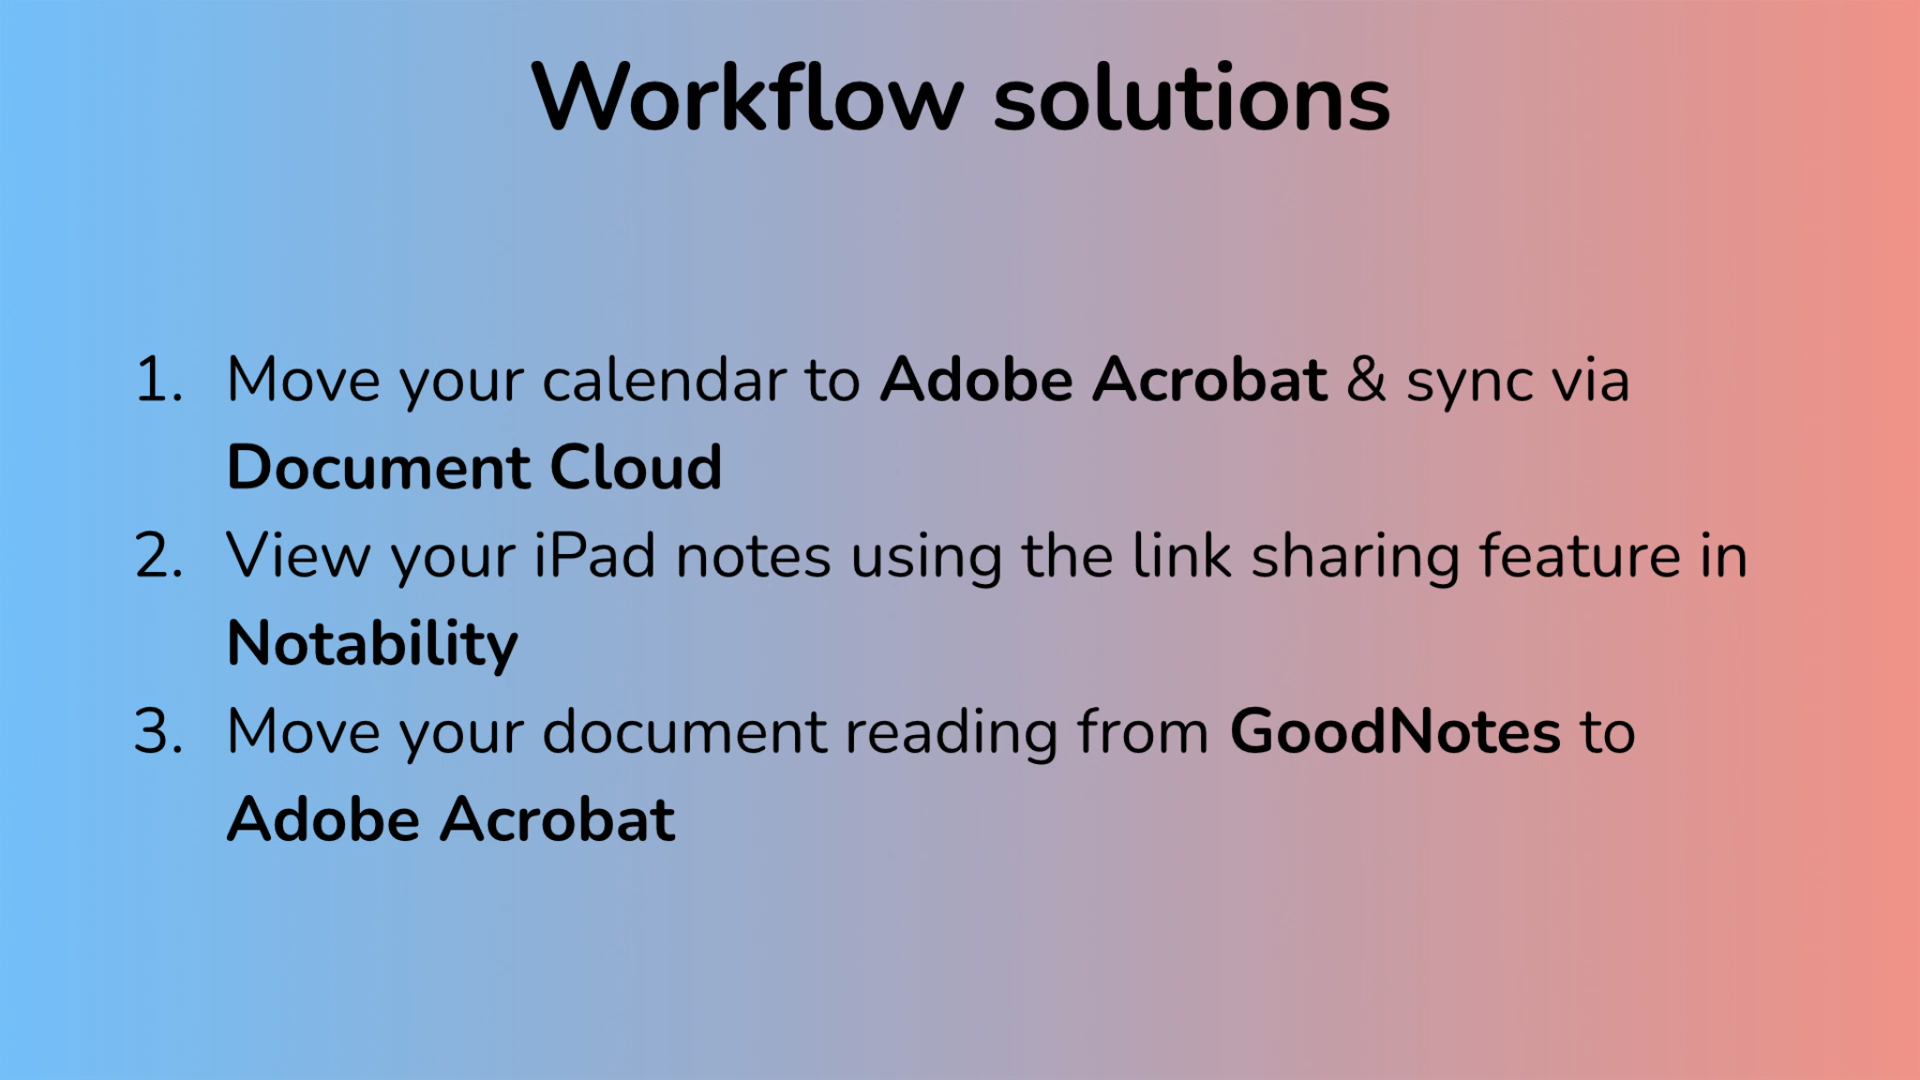 Workflow solutions
1. Move your calendar to Adobe Acrobat & sync via
Document Cloud
2. View your iPad notes using the link sharing feature in
Notability
3. Move your document reading from GoodNotes to
Adobe Acrobat